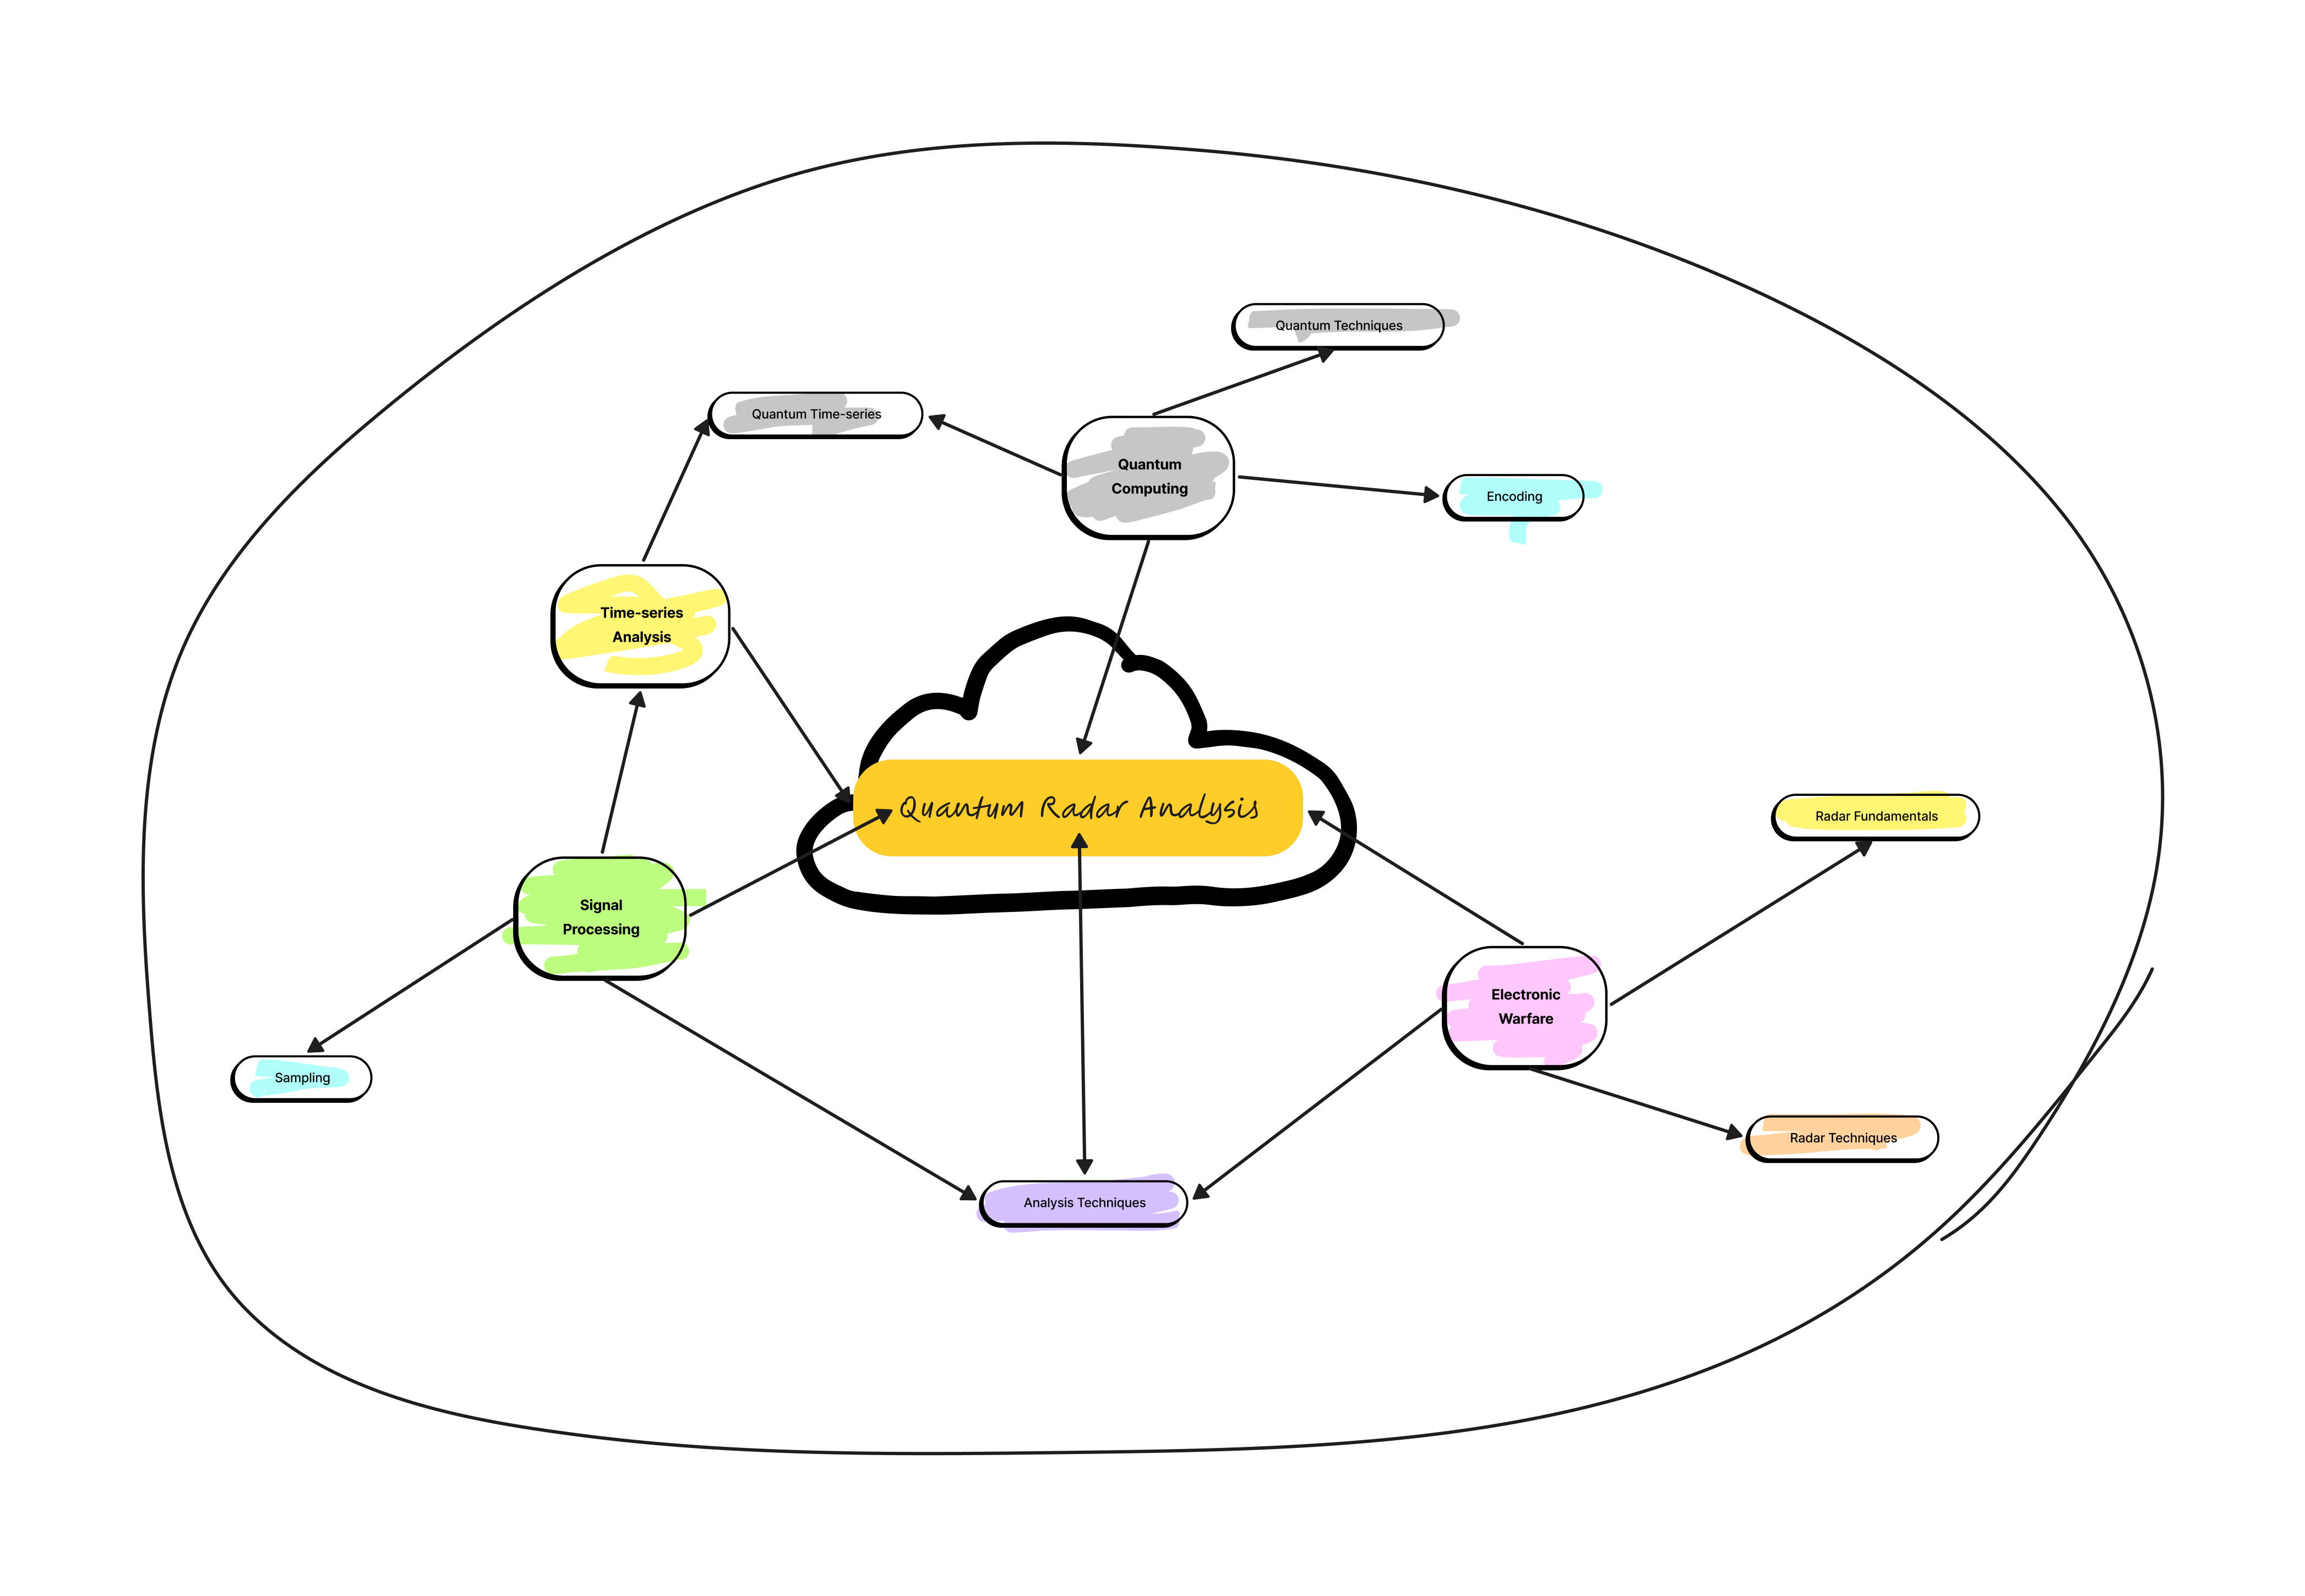 Quantum Techniques
Quantum Time-series
Quantum
Computing
Encoding
Time-series
Analysis
Quantum Radar Analysis
Radar Fundamentals
Signal
Processing
Electronic
Warfare
Sampling
Radar Techniques
Analysis Techniques